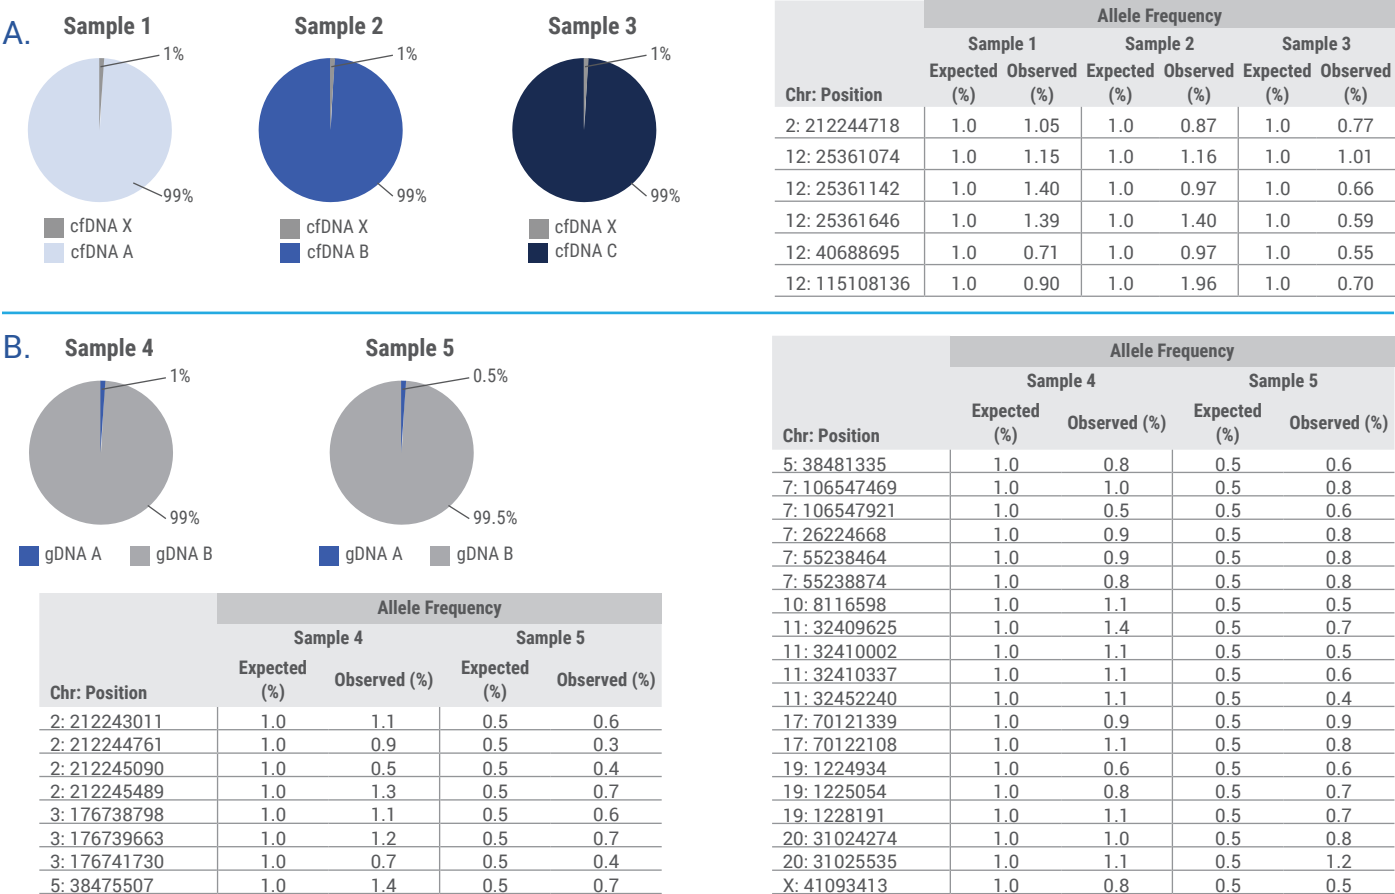 A.
Sample 1
1%
99%
cfDNA X
cfDNA A
Sample 2
1%
99%
cfDNA X
cfDNA B
Sample 3
1%
99%
cfDNA X
cfDNA C
Allele Frequency
Sample 1 Sample 2 Sample 3
Expected Observed Expected Observed Expected Observed
Chr: Position (%) (%) (%) (%) (%) (%)
2: 212244718 1.0 1.05 1.0 0.87 1.0 0.77
12: 25361074 1.0 1.15 1.0 1.16 1.0 1.01
12: 25361142 1.0 1.40 1.0 0.97 1.0 0.66
12: 25361646 1.0 1.39 1.0 1.40 1.0 0.59
12: 40688695 1.0 0.71 1.0 0.97 1.0 0.55
12: 115108136 1.0 0.90 1.0 1.96 1.0 0.70
B.
Sample 4
1%
99%
gDNA A gDNA B
Sample 5
0.5%
99.5%
gDNA A gDNA B
Allele Frequency
Sample 4 Sample 5
Expected Observed (%) Expected Observed (%)
Chr: Position (%) (%)
2: 212243011 1.0 1.1 0.5 0.6
2: 212244761 1.0 0.9 0.5 0.3
2: 212245090 1.0 0.5 0.5 0.4
2: 212245489 1.0 1.3 0.5 0.7
3: 176738798 1.0 1.1 0.5 0.6
3: 176739663 1.0 1.2 0.5 0.7
3: 176741730 1.0 0.7 0.5 0.4
5: 38475507 1.0 1.4 0.5 0.7
Allele Frequency
Sample 4 Sample 5
Expected Observed (%) Expected Observed (%)
Chr: Position (%) (%)
5: 38481335 1.0 0.8 0.5 0.6
7: 106547469 1.0 1.0 0.5 0.8
7: 106547921 1.0 0.5 0.5 0.6
7: 26224668 1.0 0.9 0.5 0.8
7: 55238464 1.0 0.9 0.5 0.8
7: 55238874 1.0 0.8 0.5 0.8
10: 8116598 1.0 1.1 0.5 0.5
11: 32409625 1.0 1.4 0.5 0.7
11: 32410002 1.0 1.1 0.5 0.5
11: 32410337 1.0 1.1 0.5 0.6
11: 32452240 1.0 1.1 0.5 0.4
17: 70121339 1.0 0.9 0.5 0.9
17: 70122108 1.0 1.1 0.5 0.8
19: 1224934 1.0 0.6 0.5 0.6
19: 1225054 1.0 0.8 0.5 0.7
19: 1228191 1.0 1.1 0.5 0.7
20: 31024274 1.0 1.0 0.5 0.8
20: 31025535 1.0 1.1 0.5 1.2
X: 41093413 1.0 0.8 0.5 0.5